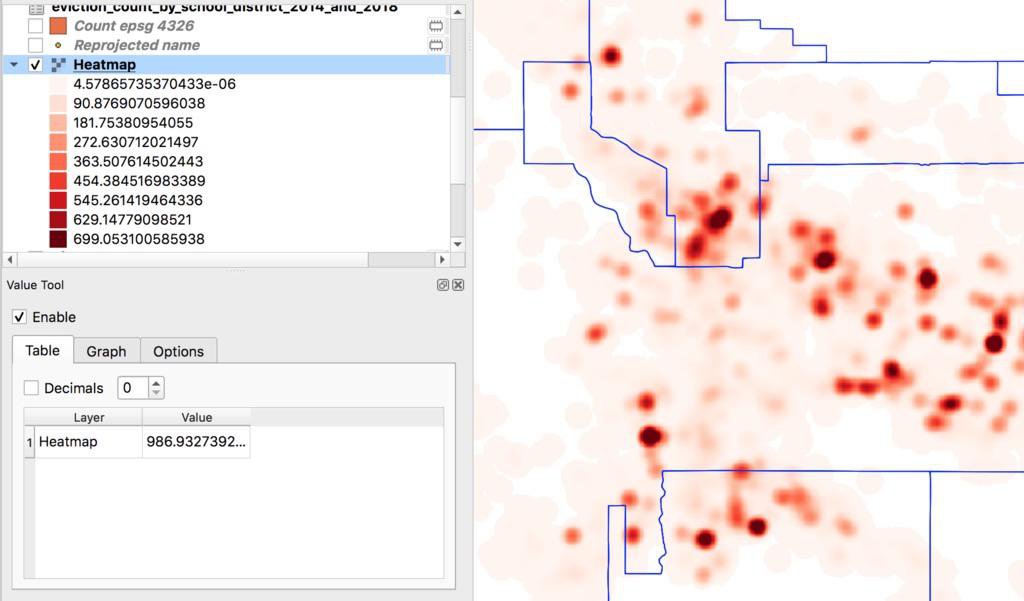 eviction_count_by_school_district_2014_and_2018
Count epsg 4326
Reprojected name
Heatmap
4.57865735370433e-06
90.8769070596038
181.75380954055
272.630712021497
363.507614502443
454.384516983389
545.261419464336
629.14779098521
699.053100585938
Value Tool
Enable
Table Graph Options
Decimals 0
Layer Value
1 Heatmap 986.9327392...